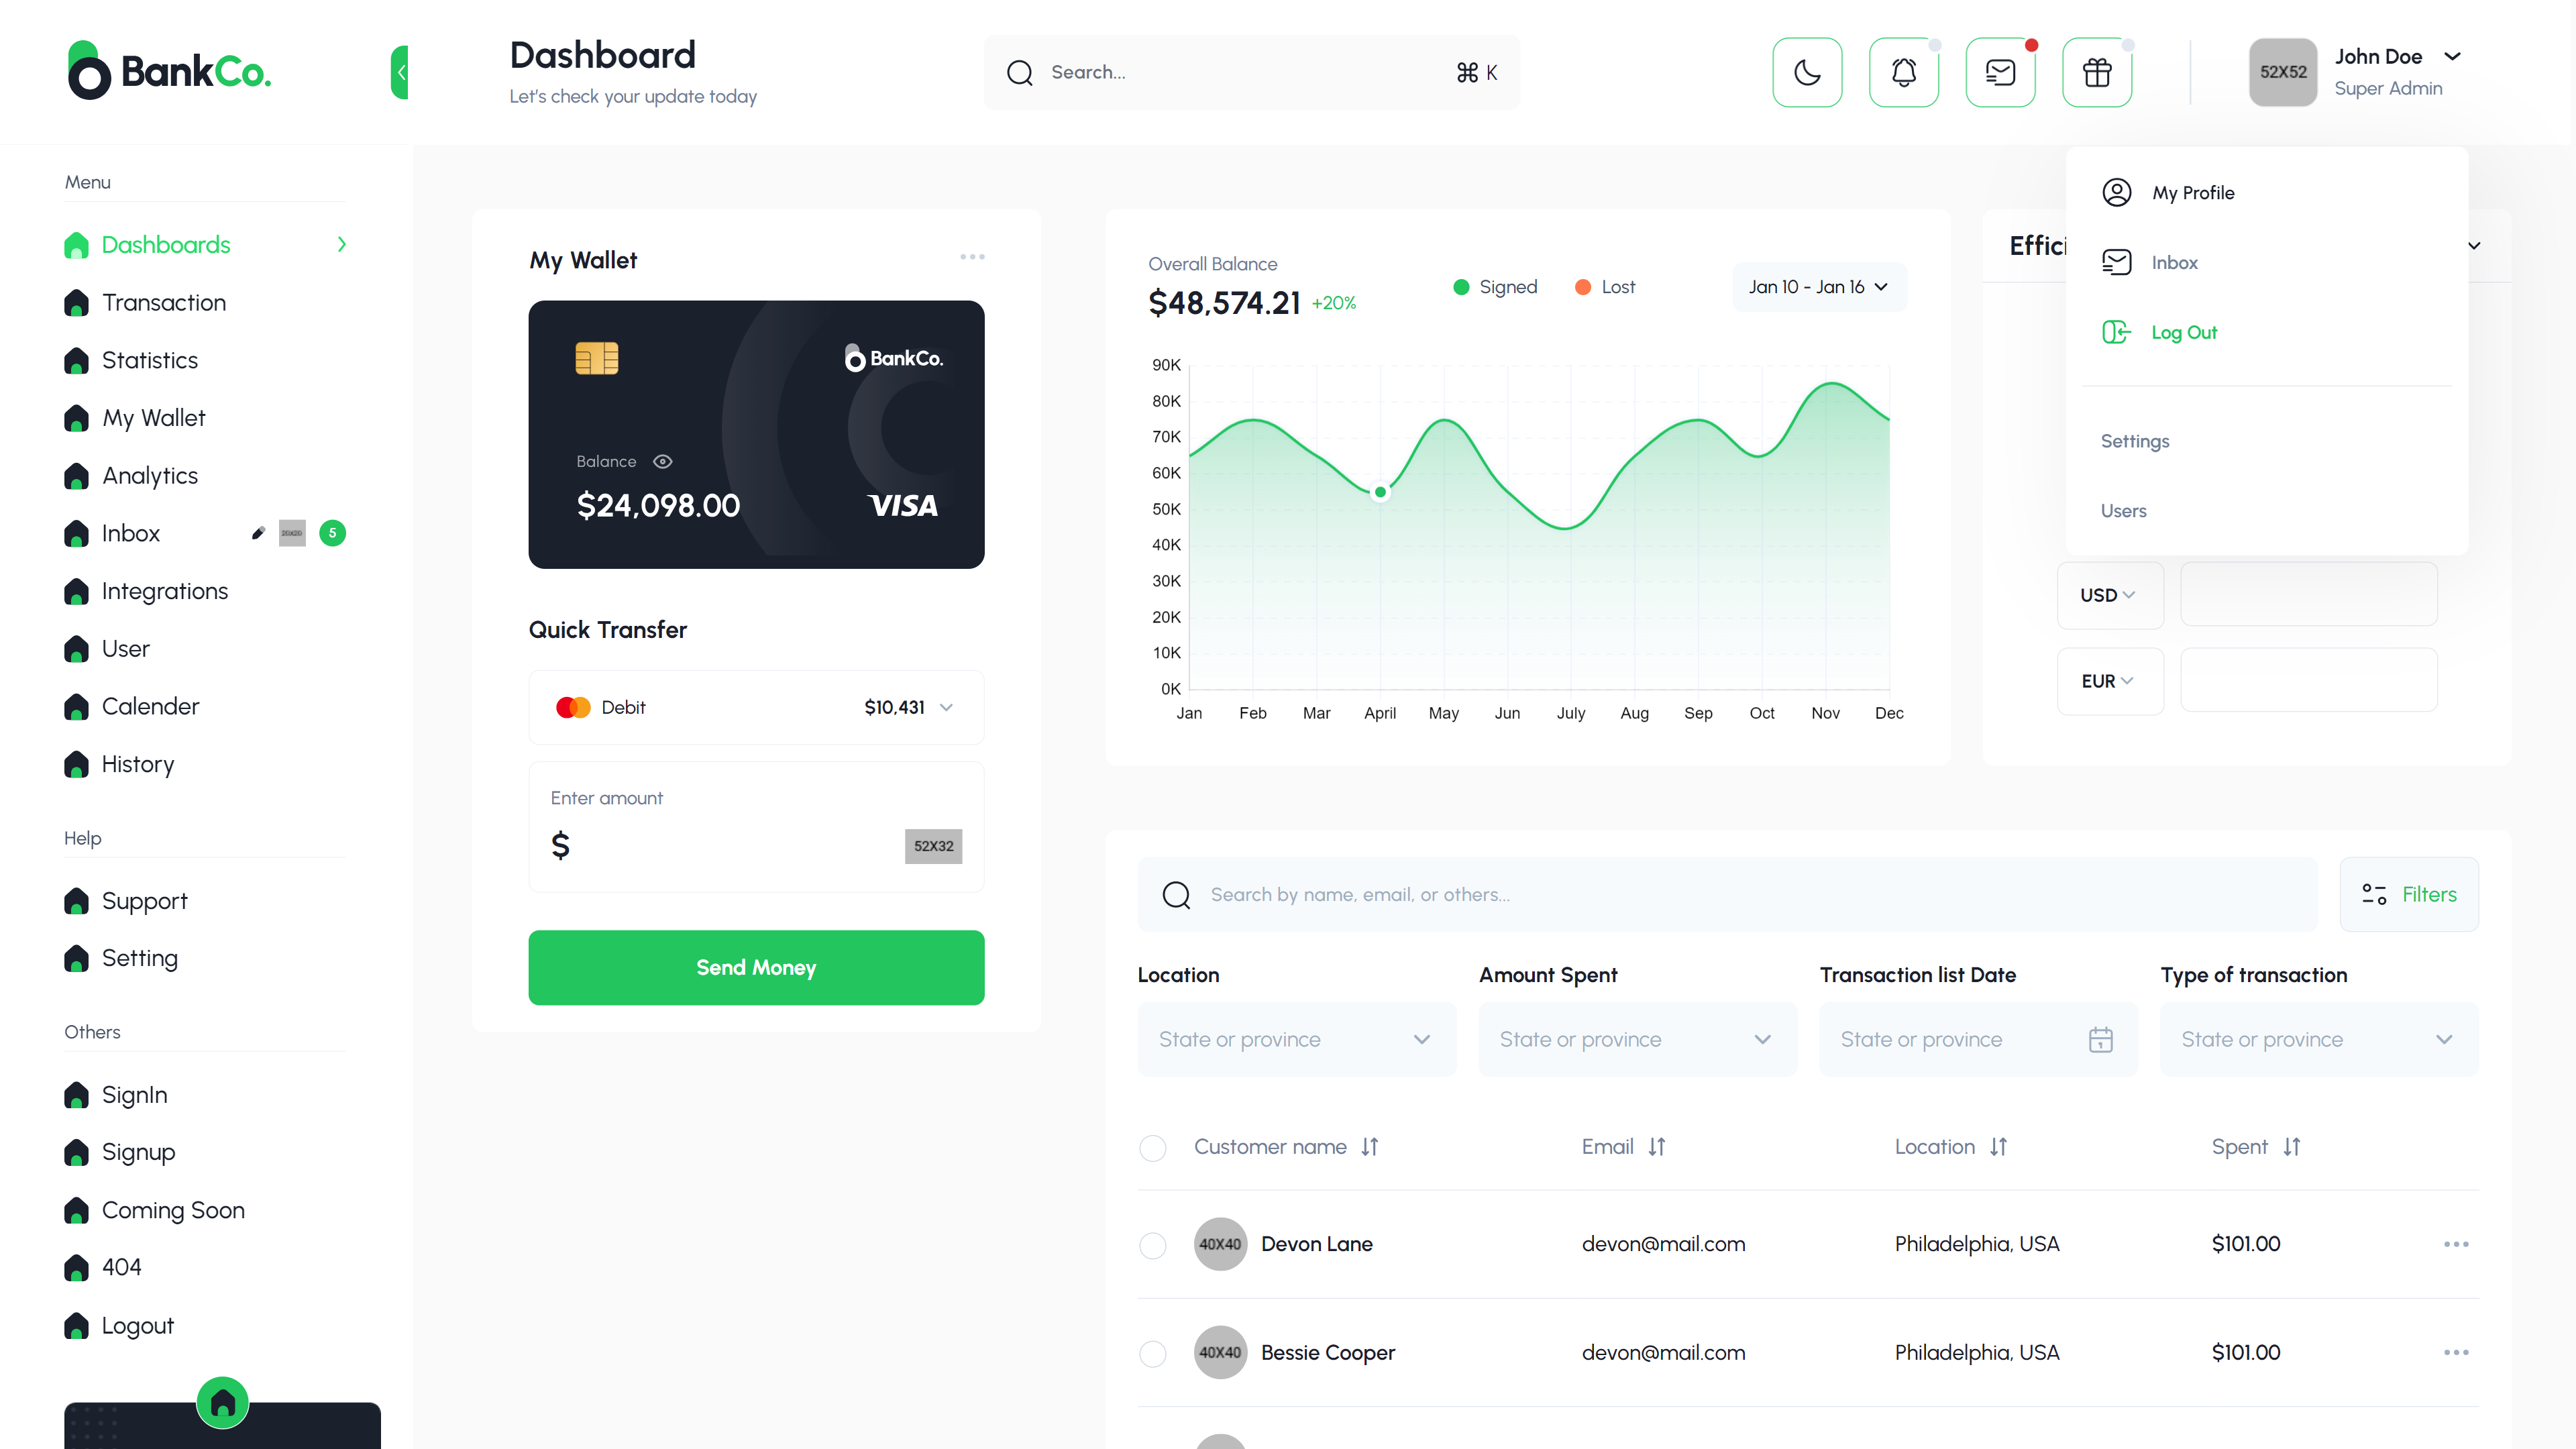 BankCo.
Dashboard
Let's check your update today
Search...
⌘ K
52X52
John Doe
Super Admin
Menu
Dashboards
Transaction
Statistics
My Wallet
Analytics
Inbox
5
Integrations
User
Calender
History
Help
Support
Setting
Others
SignIn
Signup
Coming Soon
404
Logout
My Wallet
BankCo.
Balance
$24,098.00
VISA
Quick Transfer
Debit
$10,431
Enter amount
$
52X32
Send Money
Overall Balance
$48,574.21 +20%
Signed
Lost
Jan 10 - Jan 16
90K
80K
70K
60K
50K
40K
30K
20K
10K
0K
Jan Feb Mar April May Jun July Aug Sep Oct Nov Dec
My Profile
Inbox
Log Out
Settings
Users
USD
EUR
Search by name, email, or others...
Filters
Location
Amount Spent
Transaction list Date
Type of transaction
State or province
State or province
State or province
State or province
Customer name Email Location Spent
40X40 Devon Lane devon@mail.com Philadelphia, USA $101.00
40X40 Bessie Cooper devon@mail.com Philadelphia, USA $101.00